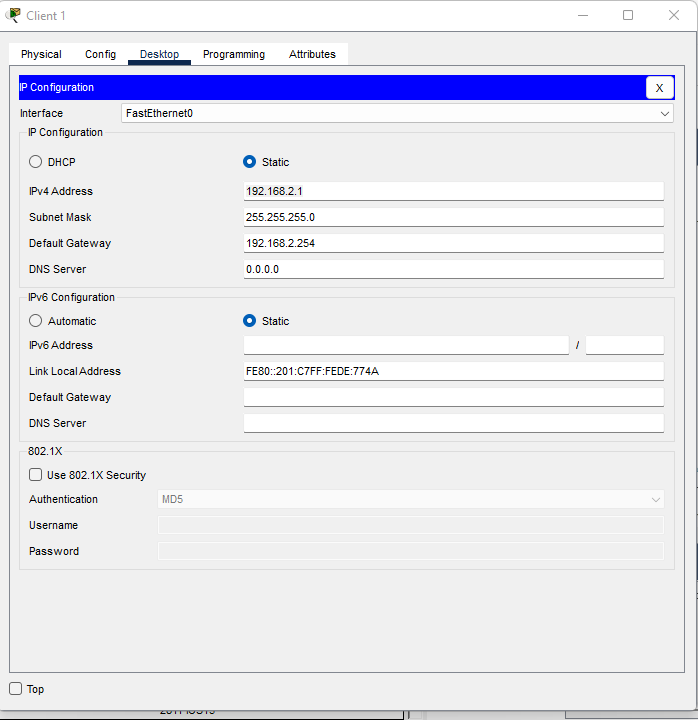 Client 1
Physical Config Desktop Programming Attributes
IP Configuration X
Interface FastEthernet0
IP Configuration
DHCP Static
IPv4 Address 192.168.2.1
Subnet Mask 255.255.255.0
Default Gateway 192.168.2.254
DNS Server 0.0.0.0
IPv6 Configuration
Automatic Static
IPv6 Address /
Link Local Address FE80::201:C7FF:FEDE:774A
Default Gateway
DNS Server
802.1X
Use 802.1X Security
Authentication MD5
Username
Password
Top